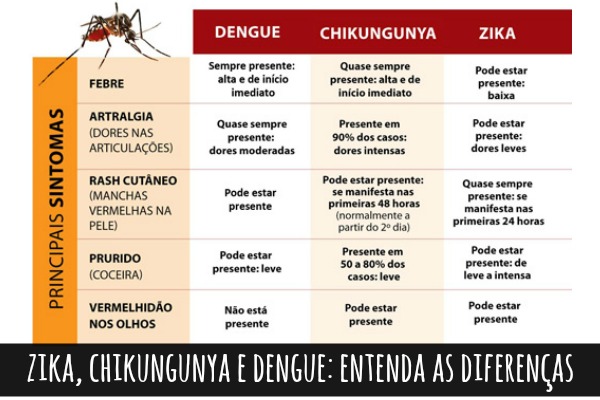 DENGUE
CHIKUNGUNYA
ZIKA
PRINCIPAIS SINTOMAS
FEBRE
Sempre presente:
alta e de início
imediato
Quase sempre
presente: alta e de
início imediato
Pode estar
presente:
baixa
ARTRALGIA
(DORES NAS
ARTICULAÇÕES)
Quase sempre
presente:
dores moderadas
Presente em
90% dos casos:
dores intensas
Pode estar
presente:
dores leves
RASH CUTÂNEO
(MANCHAS
VERMELHAS NA
PELE)
Pode estar
presente
Pode estar presente:
se manifesta nas
primeiras 48 horas
(normalmente a
partir do 2º dia)
Quase sempre
presente: se
manifesta nas
primeiras 24 horas
PRURIDO
(COCEIRA)
Pode estar
presente: leve
Presente em
50 a 80% dos
casos: leve
Pode estar
presente: de
leve a intensa
VERMELHIDÃO
NOS OLHOS
Não está
presente
Pode estar
presente
Pode estar
presente
ZIKA, CHIKUNGUNYA E DENGUE: ENTENDA AS DIFERENÇAS